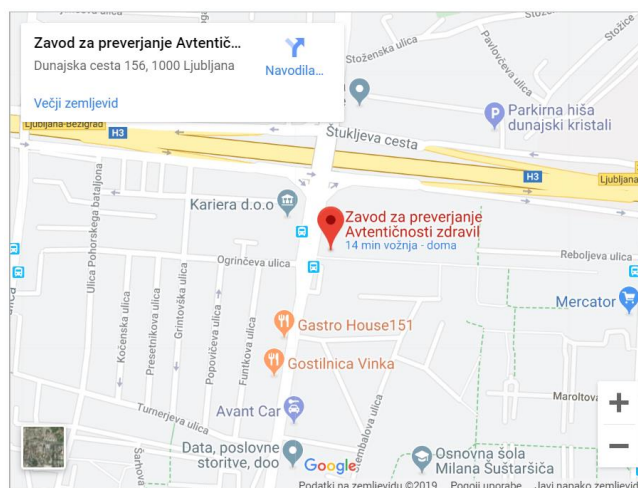 Zavod za preverjanje Avtentič...
Dunajska cesta 156, 1000 Ljubljana
Navodila...
Večji zemljevid
Stoženska ulica
Pavlovčeva ulica
Stožice
Parkirna hiša
dunajski kristali
Ljubljana-Bežigrad
H3
Štukljeva cesta
H3
Ljubljana
Kariera d.o.o
Zavod za preverjanje
Avtentičnosti zdravil
14 min vožnja - doma
Ulica Pohorskega bataljona
Ogrinčeva ulica
Reboljeva ulica
Mercator
Kočenska ulica
Presetnikova ulica
Grintovška ulica
Popovičeva ulica
Funtkova ulica
Gastro House151
Gostilnica Vinka
Maroltova
Turnerjeva ulica
Avant Car
Data, poslovne
storitve, doo
Google
Osnovna šola
Milana Šuštaršiča
Podatki na zemljevidu ©2019 Pogoji uporabe Javi napako zemljevid